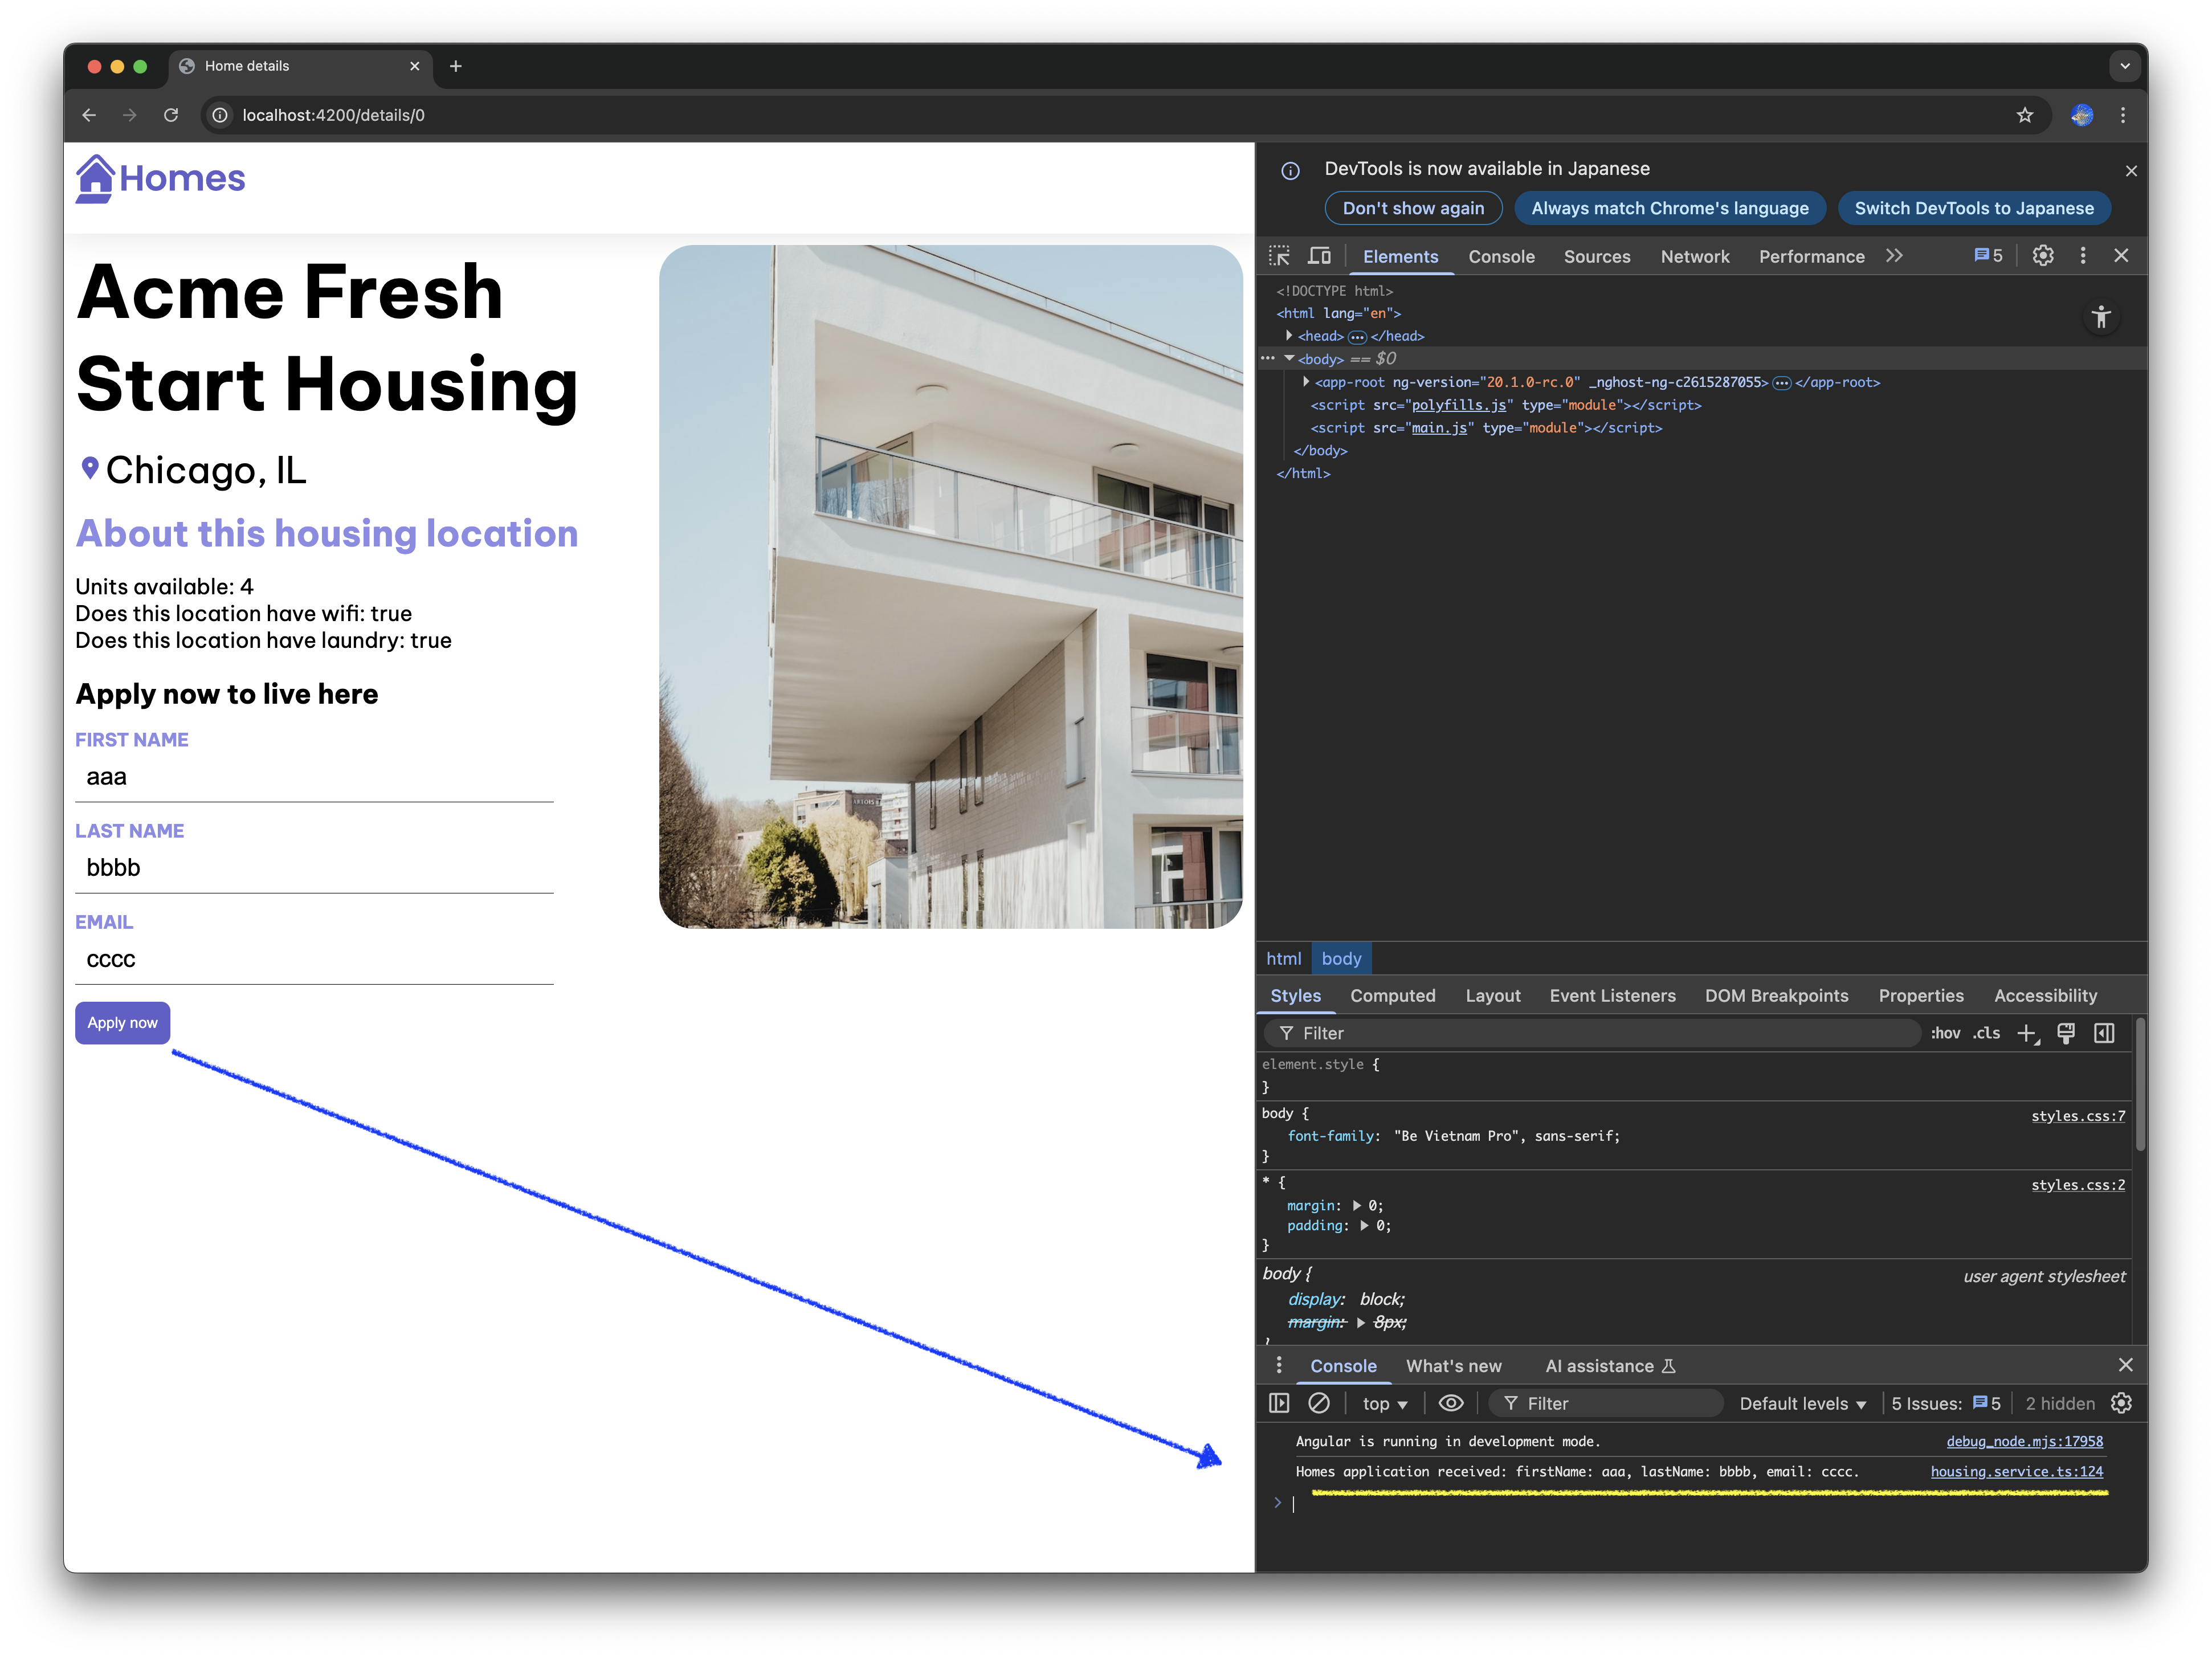 Home details
localhost:4200/details/0
Homes
Acme Fresh
Start Housing
Chicago, IL
About this housing location
Units available: 4
Does this location have wifi: true
Does this location have laundry: true
Apply now to live here
FIRST NAME
aaa
LAST NAME
bbbb
EMAIL
cccc
Apply now
DevTools is now available in Japanese
Don't show again
Always match Chrome's language
Switch DevTools to Japanese
Elements
Console
Sources
Network
Performance
5
<!DOCTYPE html>
<html lang="en">
<head> ••• </head>
••• <body> == $0
<app-root ng-version="20.1.0-rc.0" _nghost-ng-c2615287055> ••• </app-root>
<script src="polyfills.js" type="module"></script>
<script src="main.js" type="module"></script>
</body>
</html>
html body
Styles
Computed
Layout
Event Listeners
DOM Breakpoints
Properties
Accessibility
Filter
:hov .cls
element.style {
}
body {
styles.css:7
font-family: "Be Vietnam Pro", sans-serif;
}
* {
styles.css:2
margin: 0;
padding: 0;
}
body {
user agent stylesheet
display: block;
margin: 8px;
Console
What's new
AI assistance
top
Filter
Default levels
5 Issues: 5
2 hidden
Angular is running in development mode.
debug_node.mjs:17958
Homes application received: firstName: aaa, lastName: bbbb, email: cccc.
housing.service.ts:124